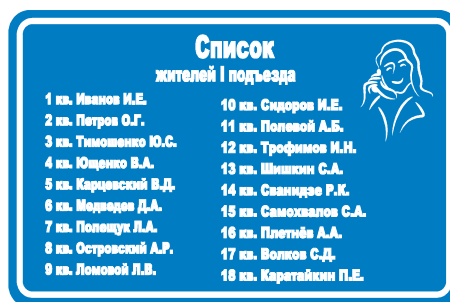 Список
жителей I подъезда
1 кв. Иванов И.Е.
2 кв. Петров О.Г.
3 кв. Тимошенко Ю.С.
4 кв. Ющенко В.А.
5 кв. Карцевский В.Д.
6 кв. Медведев Д.А.
7 кв. Полещук Л.А.
8 кв. Островский А.Р.
9 кв. Ломовой Л.В.
10 кв. Сидоров И.Е.
11 кв. Полевой А.Б.
12 кв. Трофимов И.Н.
13 кв. Шишкин С.А.
14 кв. Сванидзе Р.К.
15 кв. Самохвалов С.А.
16 кв. Плетнёв А.А.
17 кв. Волков С.Д.
18 кв. Каратайкин П.Е.